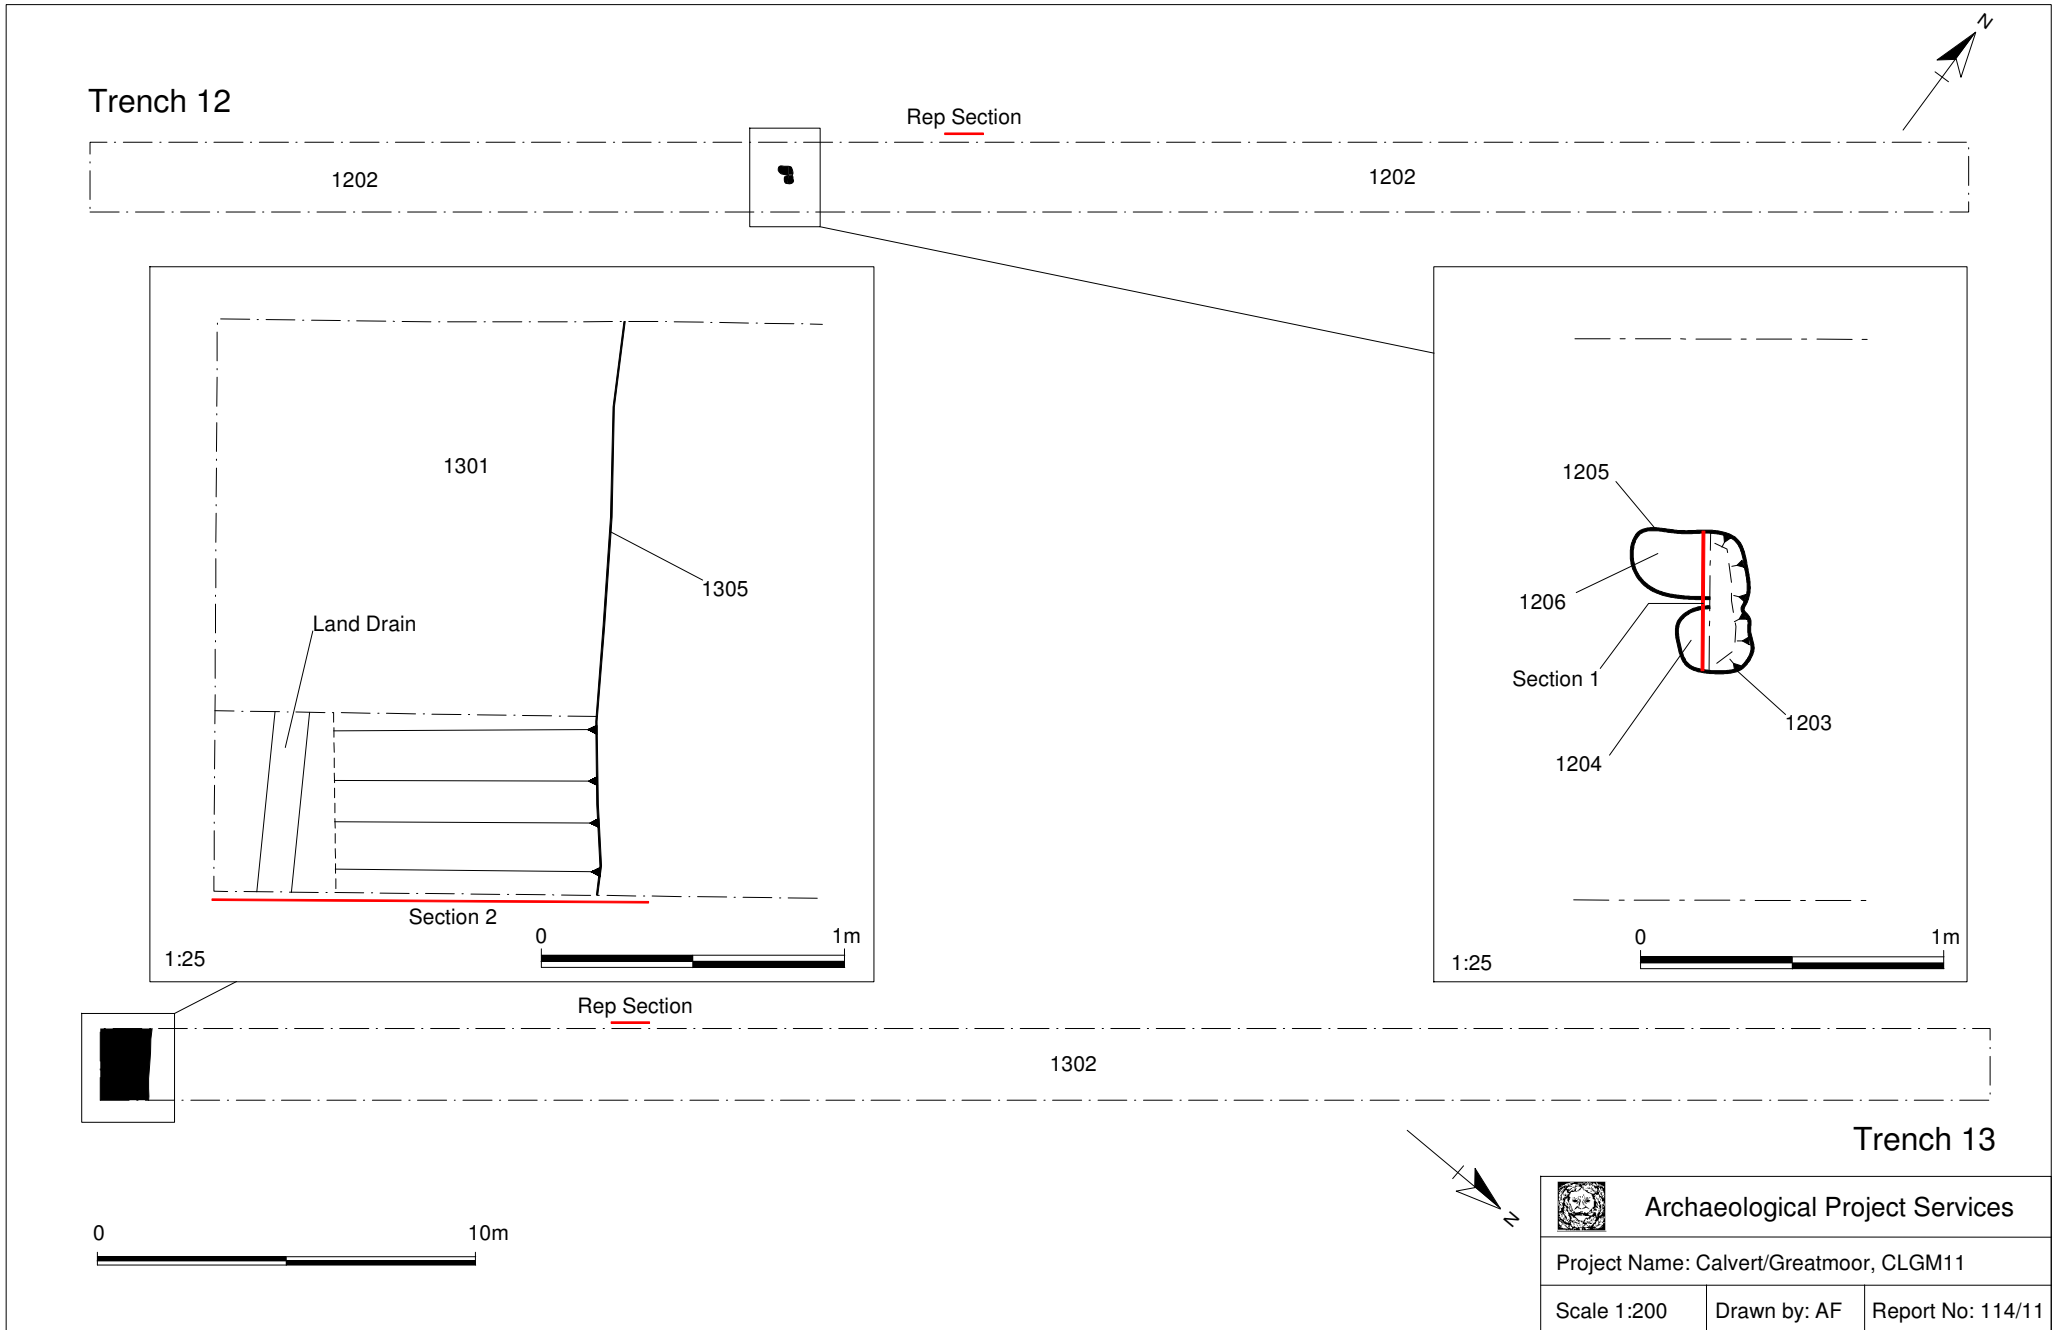 N
Trench 12
Rep Section
1202
1202
1301
1305
Land Drain
Section 2
0 1m
1:25
1205
1206
Section 1
1203
1204
0 1m
1:25
Rep Section
1302
Trench 13
N
0 10m
Archaeological Project Services
Project Name: Calvert/Greatmoor, CLGM11
Scale 1:200
Drawn by: AF
Report No: 114/11